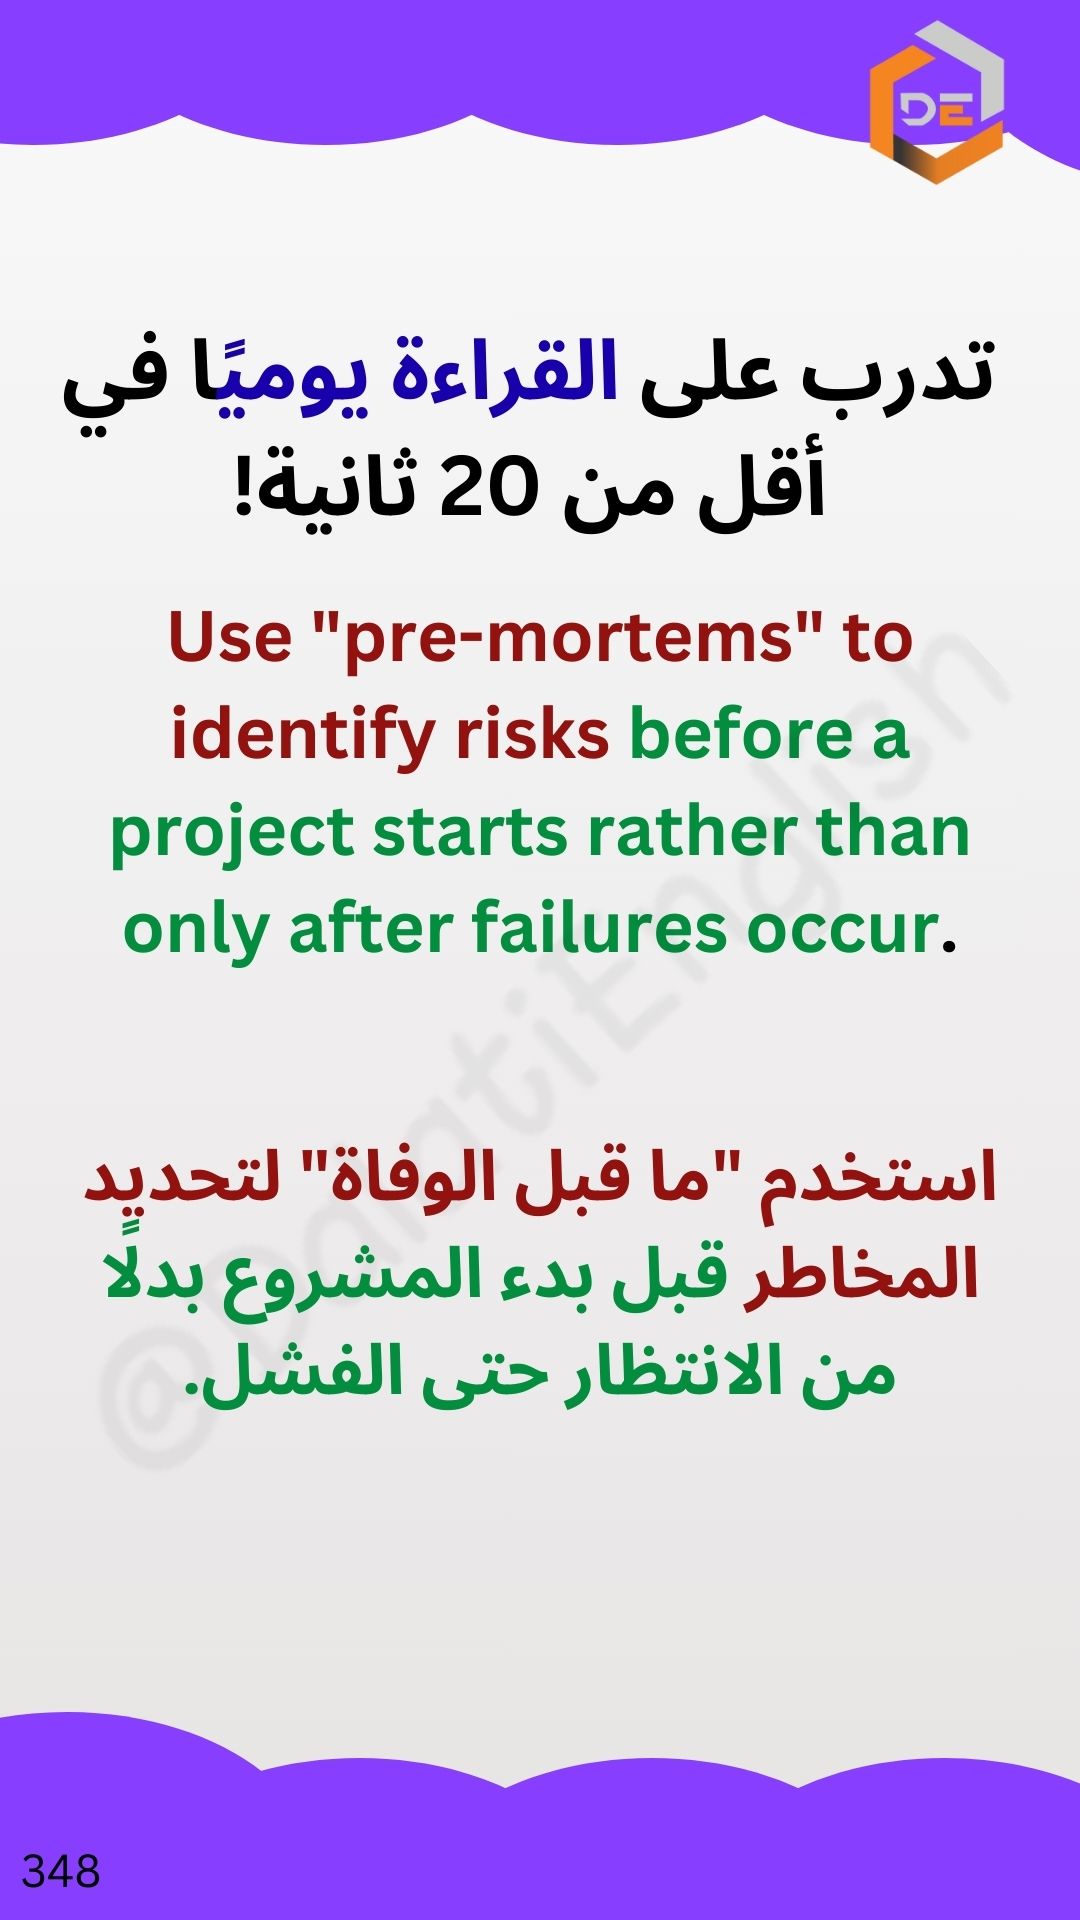 DE
تدرب على القراءة يوميًا في
أقل من 20 ثانية!
Use "pre-mortems" to
identify risks before a
project starts rather than
only after failures occur.
@DalatiEnglish
استخدم "ما قبل الوفاة" لتحديد
المخاطر قبل بدء المشروع بدلًا
من الانتظار حتى الفشل.
348